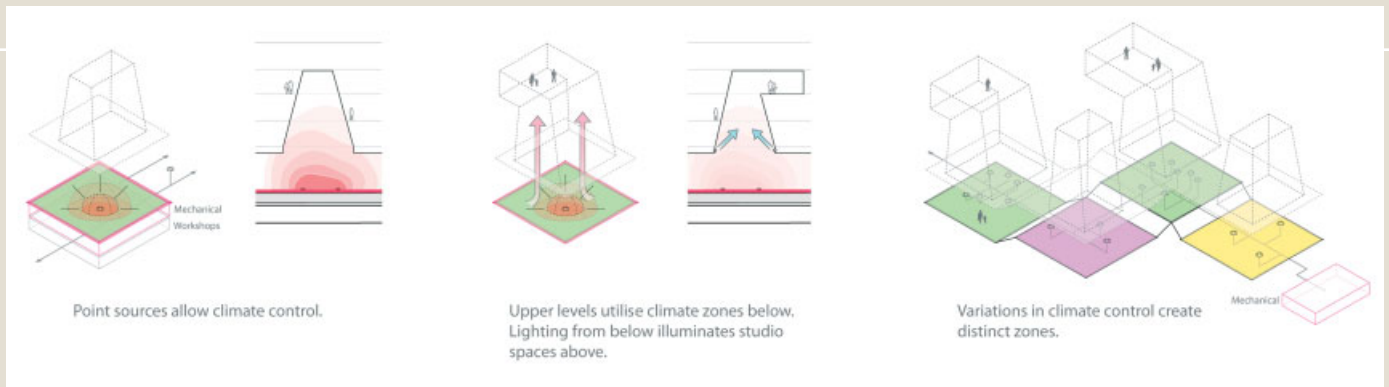 Mechanical
Workshops
Point sources allow climate control.
Upper levels utilise climate zones below.
Lighting from below illuminates studio
spaces above.
Mechanical
Variations in climate control create
distinct zones.